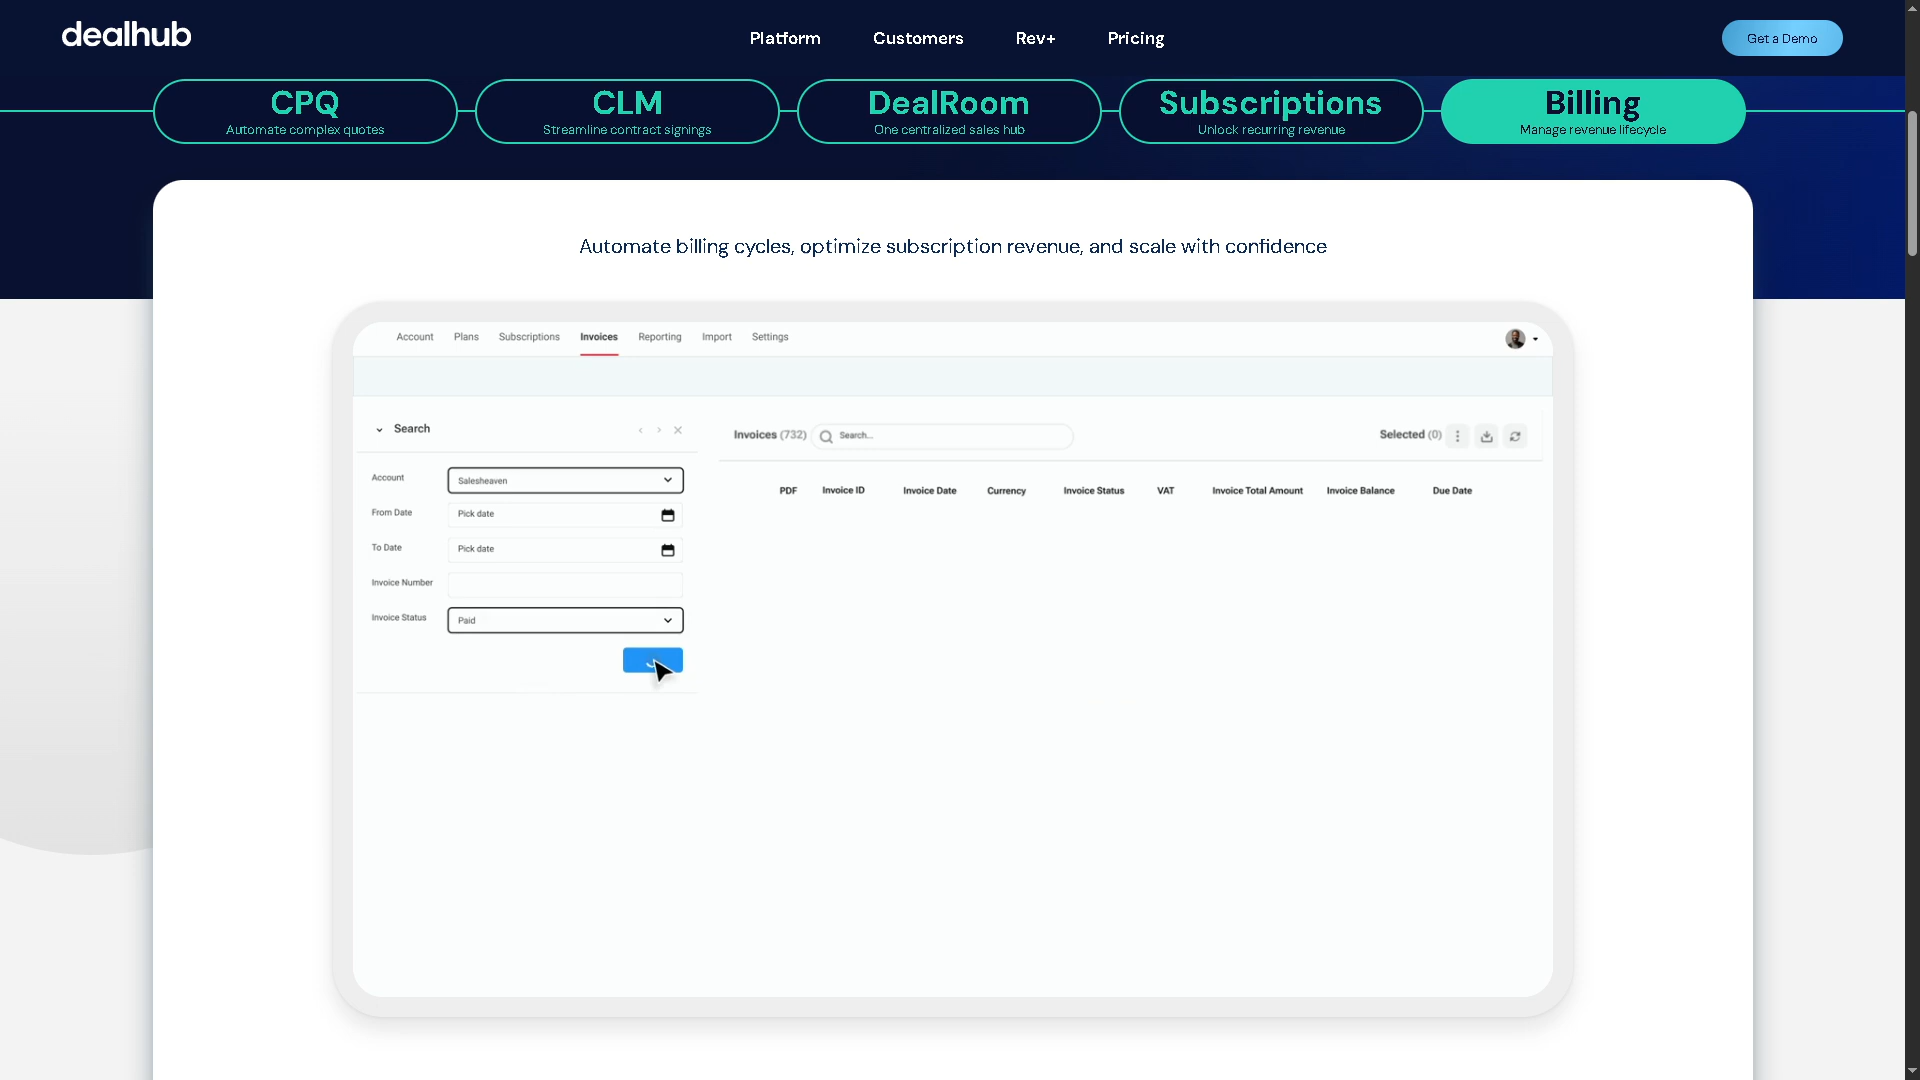 dealhub
Platform
Customers
Rev+
Pricing
Get a Demo
CPQ
Automate complex quotes
CLM
Streamline contract signings
DealRoom
One centralized sales hub
Subscriptions
Unlock recurring revenue
Billing
Manage revenue lifecycle
Automate billing cycles, optimize subscription revenue, and scale with confidence
Account Plans Subscriptions Invoices Reporting Import Settings
Search
Account
Salesheaven
From Date
Pick date
To Date
Pick date
Invoice Number
Invoice Status
Paid
Invoices (732)
Search...
Selected (0)
PDF Invoice ID Invoice Date Currency Invoice Status VAT Invoice Total Amount Invoice Balance Due Date